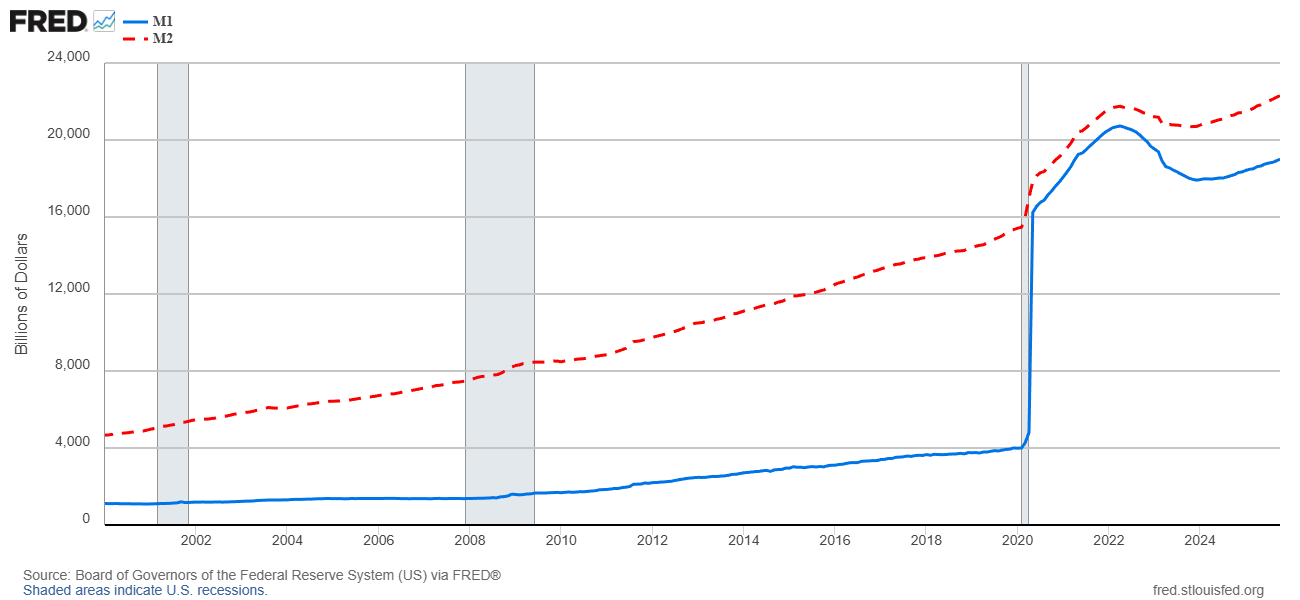 FRED
M1
M2
24,000
20,000
16,000
12,000
8,000
4,000
0
Billions of Dollars
2002 2004 2006 2008 2010 2012 2014 2016 2018 2020 2022 2024
Source: Board of Governors of the Federal Reserve System (US) via FRED®
Shaded areas indicate U.S. recessions.
fred.stlouisfed.org